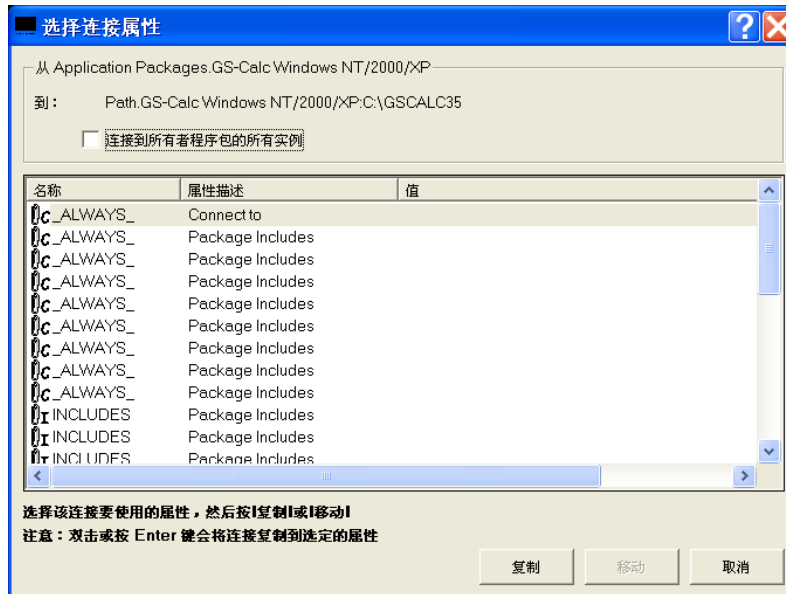 选择连接属性
从 Application Packages.GS-Calc Windows NT/2000/XP
到： Path.GS-Calc Windows NT/2000/XP:C:\GSCALC35
连接到所有者程序包的所有实例
名称 属性描述 值
_ALWAYS_ Connect to
_ALWAYS_ Package Includes
_ALWAYS_ Package Includes
_ALWAYS_ Package Includes
_ALWAYS_ Package Includes
_ALWAYS_ Package Includes
_ALWAYS_ Package Includes
_ALWAYS_ Package Includes
_ALWAYS_ Package Includes
INCLUDES Package Includes
INCLUDES Package Includes
INCLUDES Package Includes
选择该连接要使用的属性，然后按|复制|或|移动|
注意：双击或按 Enter 键会将连接复制到选定的属性
复制 移动 取消